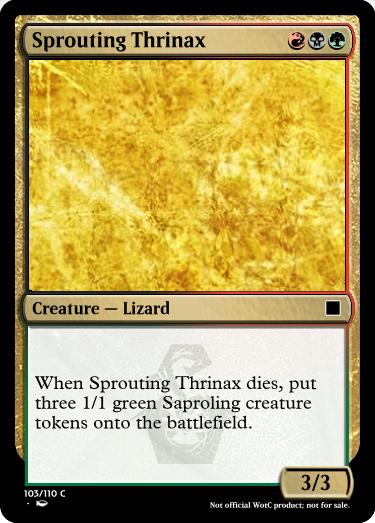 Sprouting Thrinax
Creature — Lizard
When Sprouting Thrinax dies, put
three 1/1 green Saproling creature
tokens onto the battlefield.
3/3
103/110 C
Not official WotC product; not for sale.